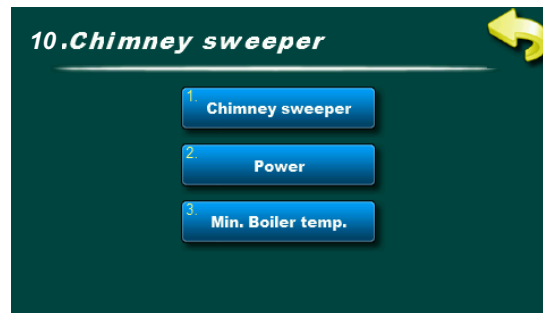 10.Chimney sweeper
1.
Chimney sweeper
2.
Power
3.
Min. Boiler temp.